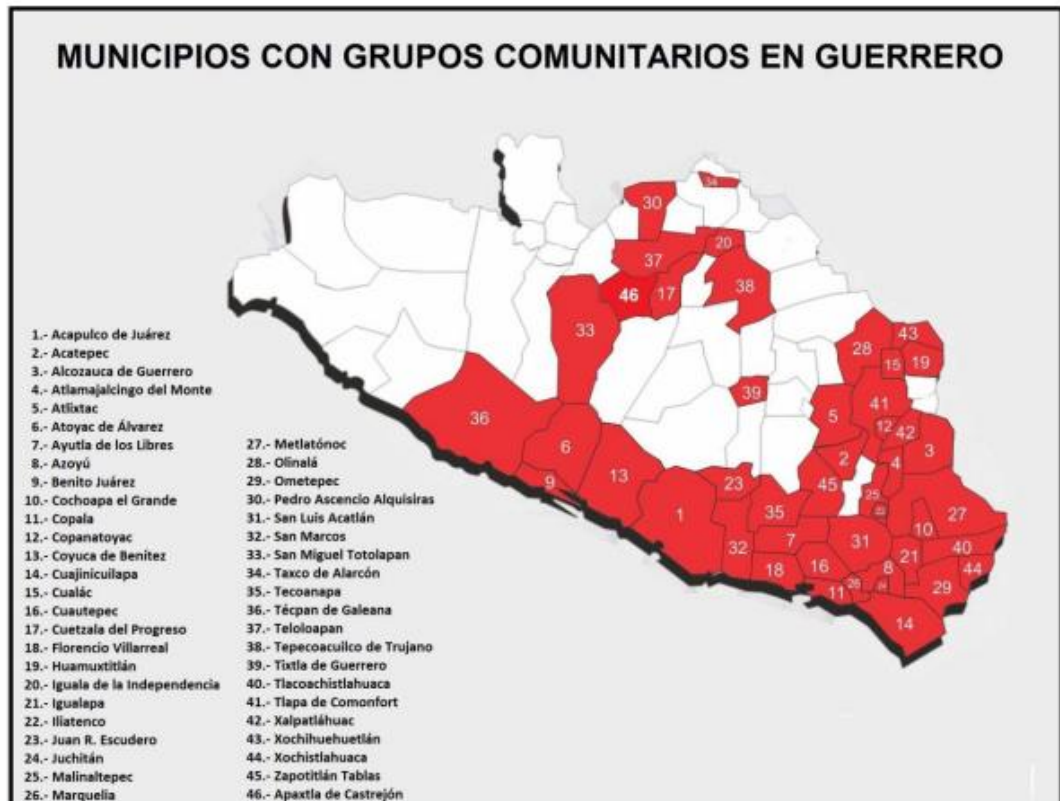 MUNICIPIOS CON GRUPOS COMUNITARIOS EN GUERRERO
1.- Acapulco de Juárez
2.- Acatepec
3.- Alcozauca de Guerrero
4.- Atlamajalcingo del Monte
5.- Atlixtac
6.- Atoyac de Álvarez
7.- Ayutla de los Libres
8.- Azoyú
9.- Benito Juárez
10.- Cochoapa el Grande
11.- Copala
12.- Copanatoyac
13.- Coyuca de Benítez
14.- Cuajinicuilapa
15.- Cualác
16.- Cuautepec
17.- Cuetzala del Progreso
18.- Florencio Villarreal
19.- Huamuxtitlán
20.- Iguala de la Independencia
21.- Igualapa
22.- Iliatenco
23.- Juan R. Escudero
24.- Juchitán
25.- Malinaltepec
26.- Marquelia
27.- Metlatónoc
28.- Olinalá
29.- Ometepec
30.- Pedro Ascencio Alquisiras
31.- San Luis Acatlán
32.- San Marcos
33.- San Miguel Totolapan
34.- Taxco de Alarcón
35.- Tecoanapa
36.- Técpan de Galeana
37.- Teloloapan
38.- Tepecoacuilco de Trujano
39.- Tixtla de Guerrero
40.- Tlacoachistlahuaca
41.- Tlapa de Comonfort
42.- Xalpatláhuac
43.- Xochihuehuetlán
44.- Xochistlahuaca
45.- Zapotitlán Tablas
46.- Apaxtla de Castrejón
34
30
20
37
38
46
17
33
43
28
15
19
39
41
36
5
12
42
6
3
2
4
13
23
45
9
25
35
1
27
10
7
31
32
40
21
18
16
8
44
26
29
11
14